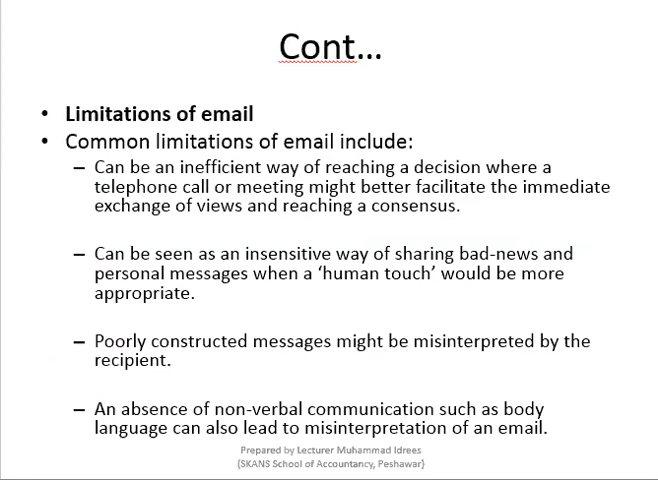 Cont...
• Limitations of email
• Common limitations of email include:
– Can be an inefficient way of reaching a decision where a
telephone call or meeting might better facilitate the immediate
exchange of views and reaching a consensus.
– Can be seen as an insensitive way of sharing bad-news and
personal messages when a ‘human touch’ would be more
appropriate.
– Poorly constructed messages might be misinterpreted by the
recipient.
– An absence of non-verbal communication such as body
language can also lead to misinterpretation of an email.
Prepared by Lecturer Muhammad Idrees
(SKANS School of Accountancy, Peshawar}